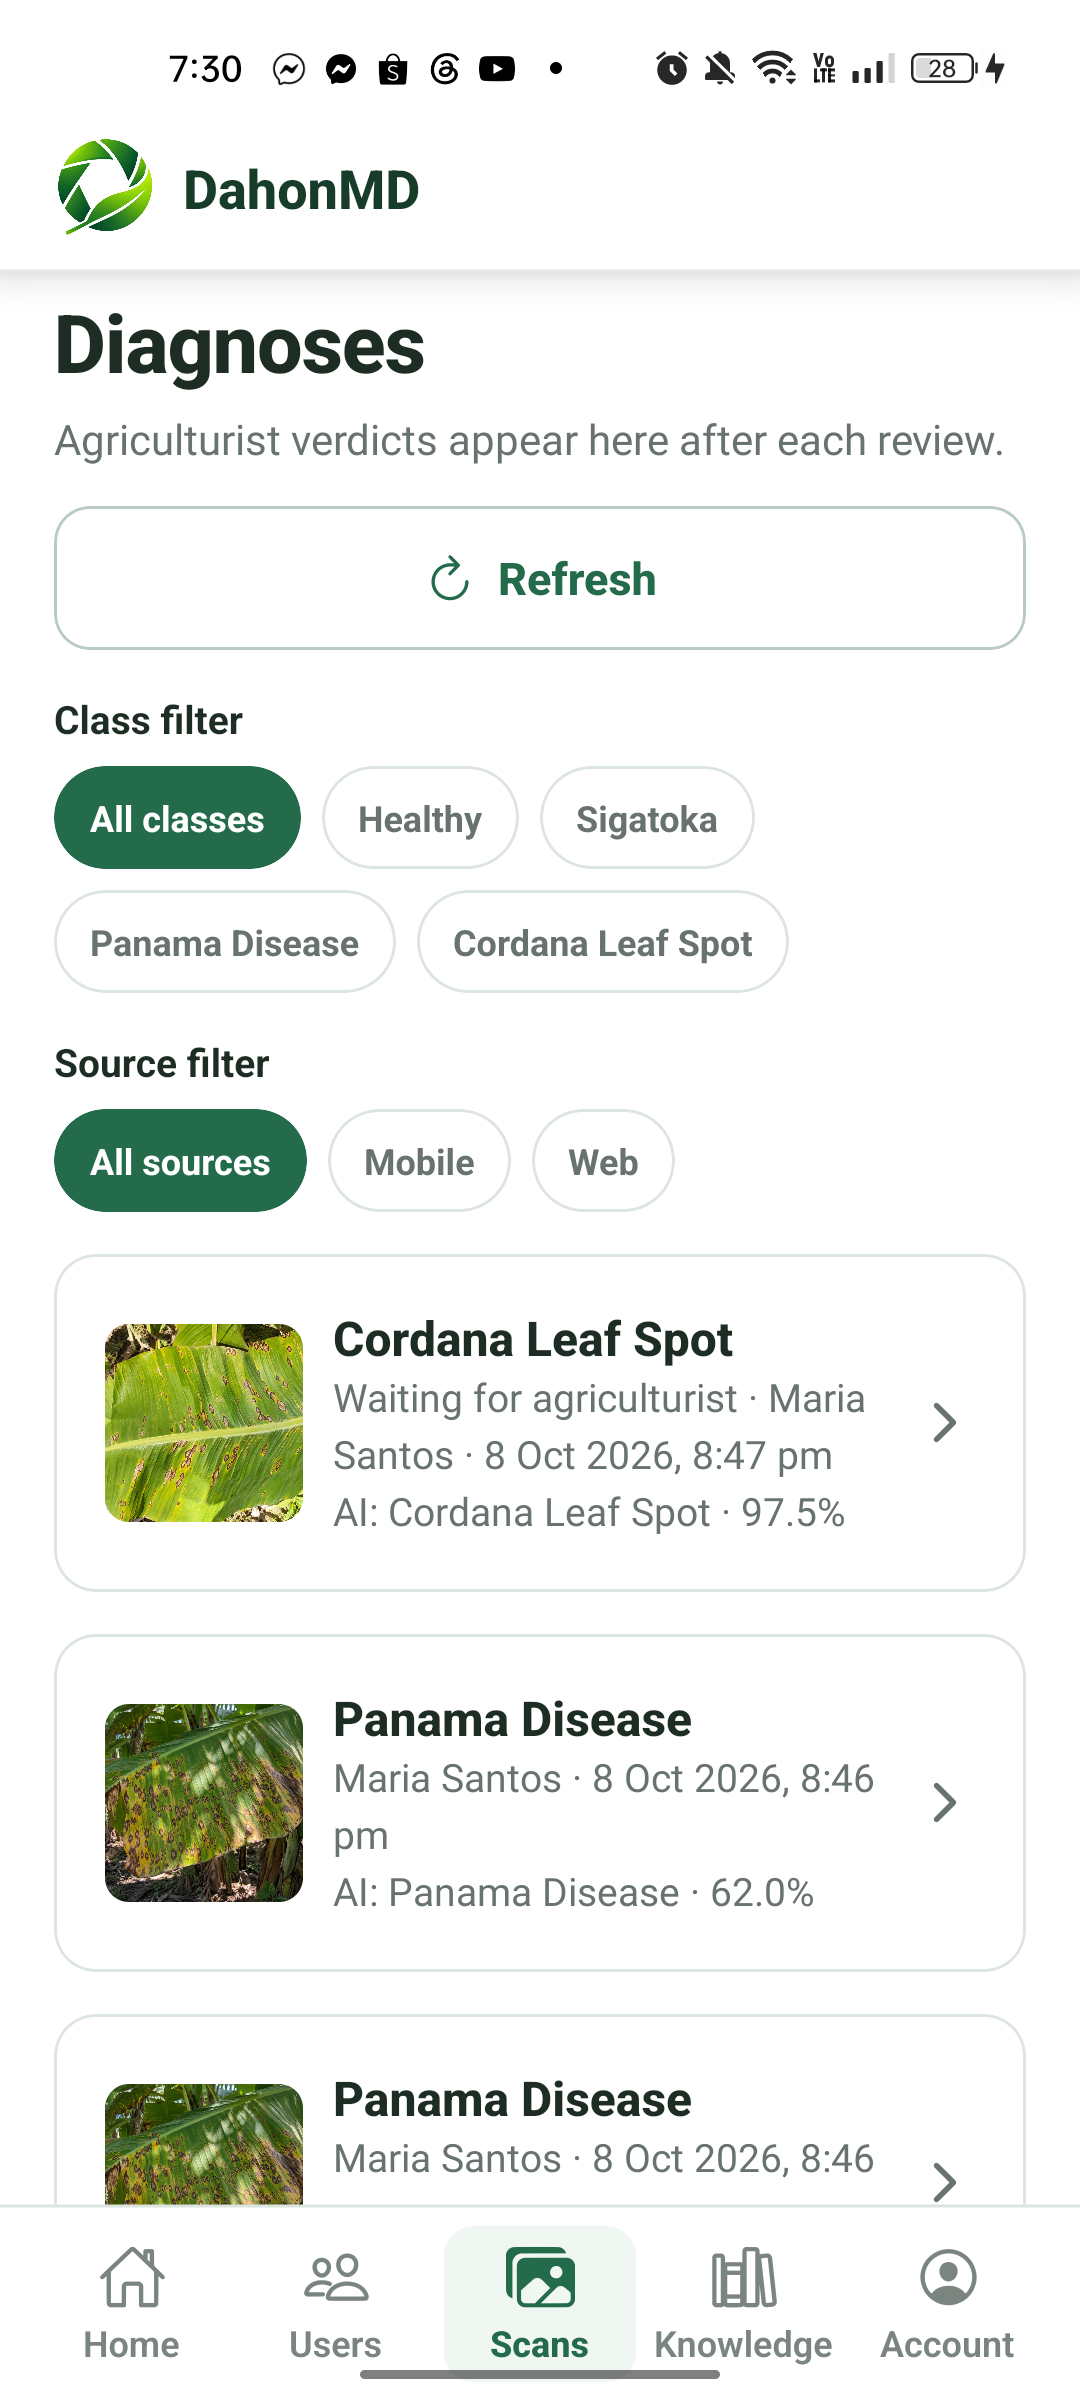 7:30
Vo
LTE
28
DahonMD
Diagnoses
Agriculturist verdicts appear here after each review.
Refresh
Class filter
All classes
Healthy
Sigatoka
Panama Disease
Cordana Leaf Spot
Source filter
All sources
Mobile
Web
Cordana Leaf Spot
Waiting for agriculturist · Maria
Santos · 8 Oct 2026, 8:47 pm
AI: Cordana Leaf Spot · 97.5%
Panama Disease
Maria Santos · 8 Oct 2026, 8:46
pm
AI: Panama Disease · 62.0%
Panama Disease
Maria Santos · 8 Oct 2026, 8:46
Home
Users
Scans
Knowledge
Account